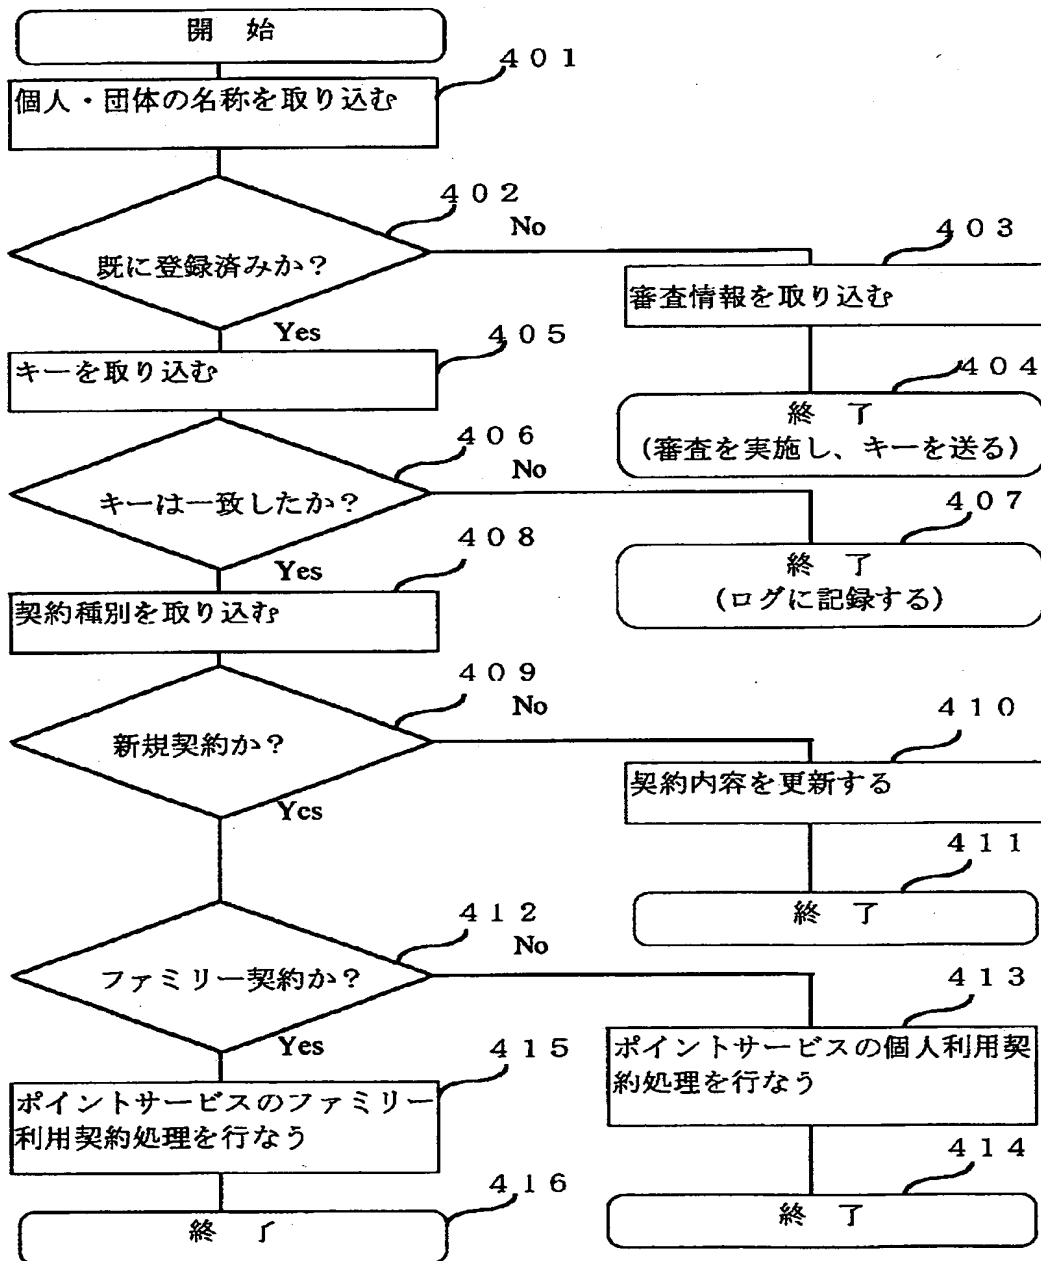 開 始
401
個人・団体の名称を取り込む
402
No
既に登録済みか？
Yes
403
審査情報を取り込む
404
終 了
(審査を実施し、キーを送る)
405
キーを取り込む
406
No
キーは一致したか？
Yes
407
終 了
(ログに記録する)
408
契約種別を取り込む
409
No
新規契約か？
Yes
410
契約内容を更新する
411
終 了
412
No
ファミリー契約か？
Yes
413
ポイントサービスの個人利用契
約処理を行なう
414
終 了
415
ポイントサービスのファミリー
利用契約処理を行なう
416
終 了